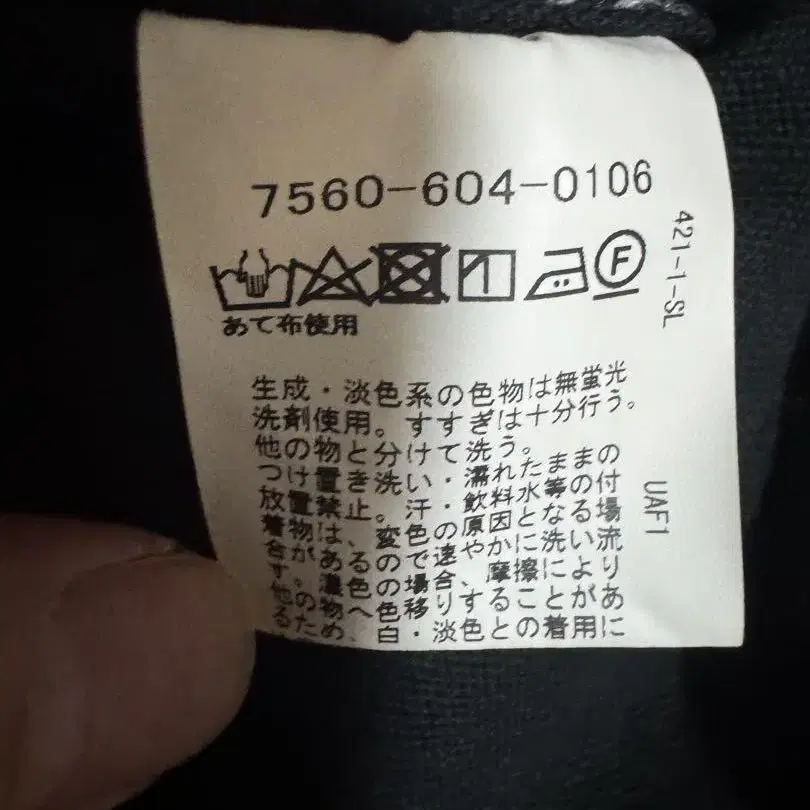 7560-604-0106
F
あて布使用
生成・淡色系の色物は無蛍光
洗剤使用。すすぎは十分行う。
他の物と分けて洗う。
つけ置き洗い・濡れたままの
放置禁止。汗・飲料水等の付
着物は、変色の原因となる場
合があるので速やかに洗い流
す。濃色の場合、摩擦により
他の物へ色移りすることがあ
るため、白・淡色との着用に
421-1-SL
UAF1